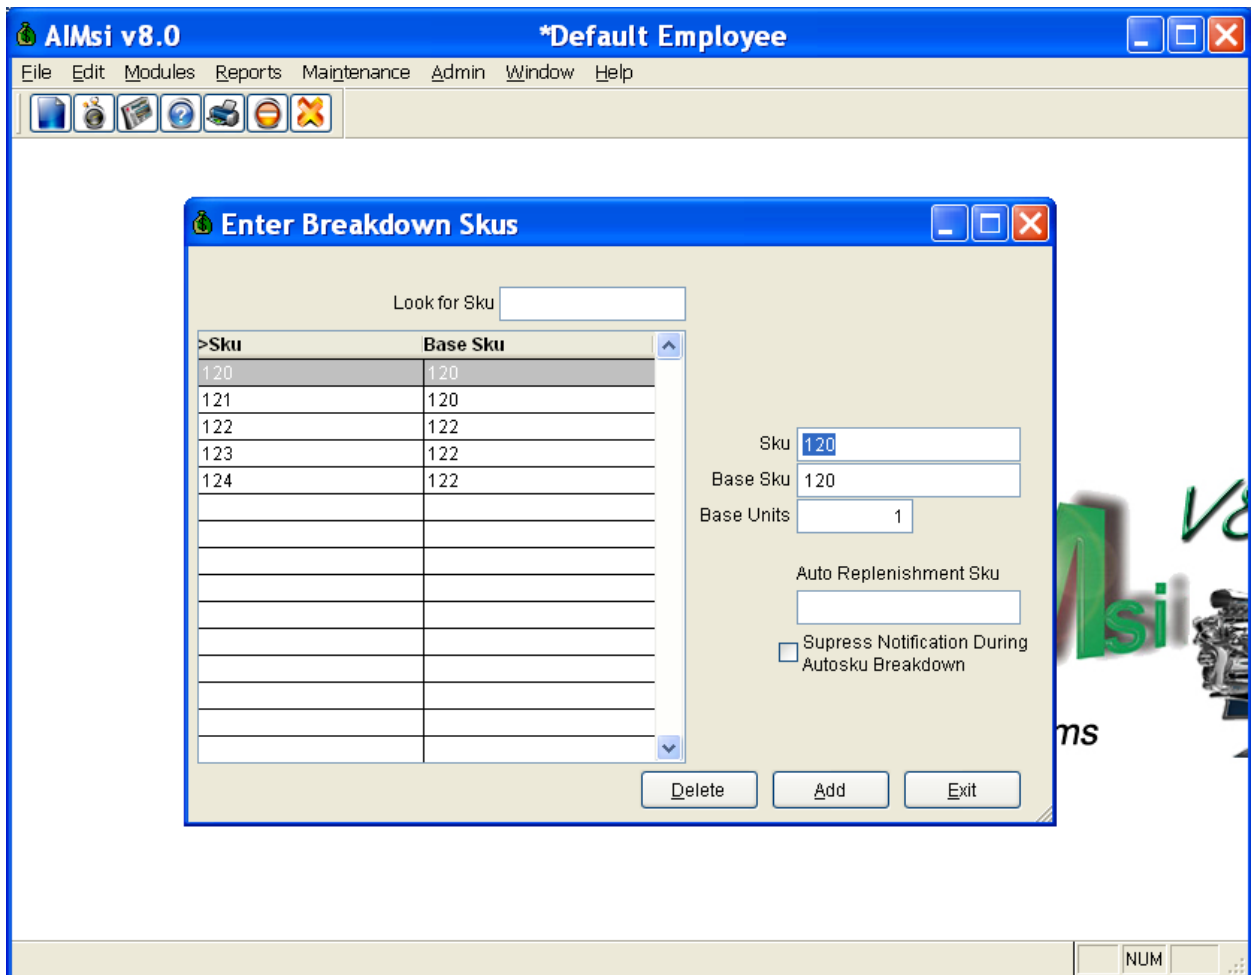 AIMsi v8.0 *Default Employee
File Edit Modules Reports Maintenance Admin Window Help
Enter Breakdown Skus
Look for Sku
>Sku Base Sku
120 120
121 120
122 122
123 122
124 122
Sku 120
Base Sku 120
Base Units 1
Auto Replenishment Sku
Supress Notification During
Autosku Breakdown
Msi V8
ms
Delete Add Exit
NUM